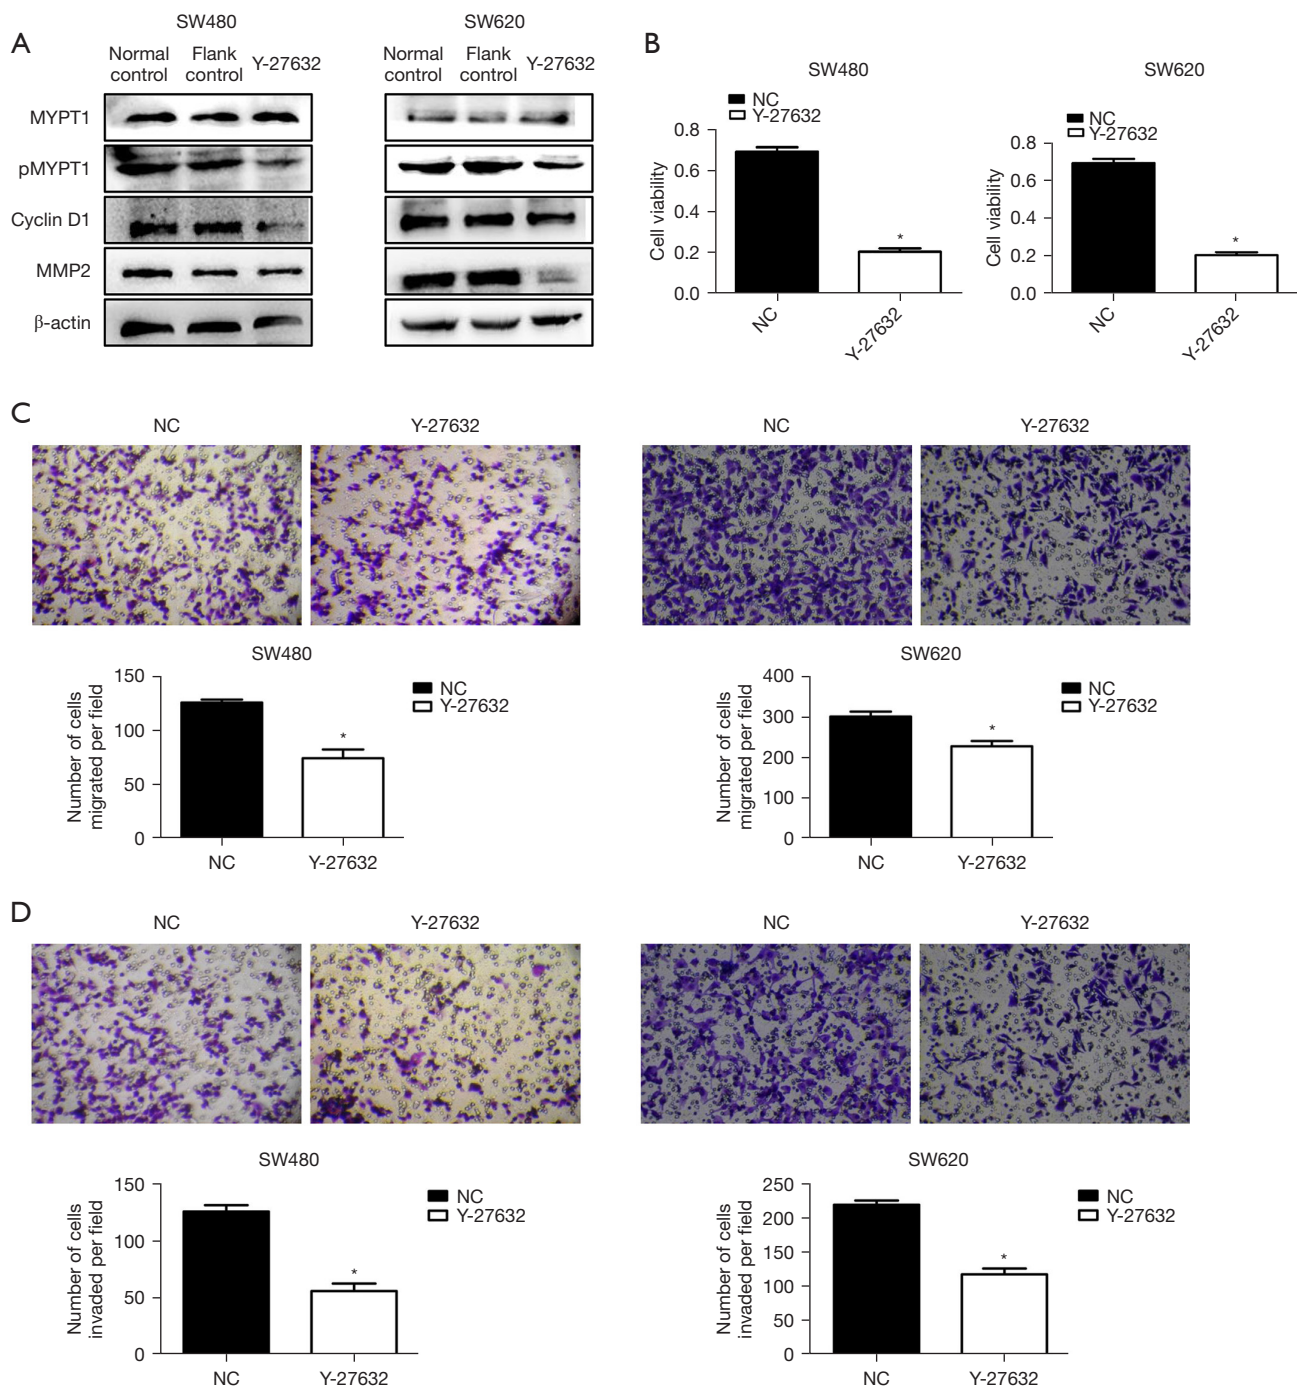 A
SW480
SW620
Normal control
Flank control
Y-27632
Normal control
Flank control
Y-27632
MYPT1
pMYPT1
Cyclin D1
MMP2
β-actin
B
SW480
NC
Y-27632
Cell viability
0.8
0.6
0.4
0.2
0.0
NC
Y-27632
*
SW620
NC
Y-27632
Cell viability
0.8
0.6
0.4
0.2
0.0
NC
Y-27632
*
C
NC
Y-27632
NC
Y-27632
SW480
Number of cells
migrated per field
150
100
50
0
*
NC
Y-27632
NC
Y-27632
SW620
Number of cells
migrated per field
400
300
200
100
0
*
NC
Y-27632
NC
Y-27632
D
NC
Y-27632
NC
Y-27632
SW480
Number of cells
invaded per field
150
100
50
0
*
NC
Y-27632
NC
Y-27632
SW620
Number of cells
invaded per field
250
200
150
100
50
0
*
NC
Y-27632
NC
Y-27632